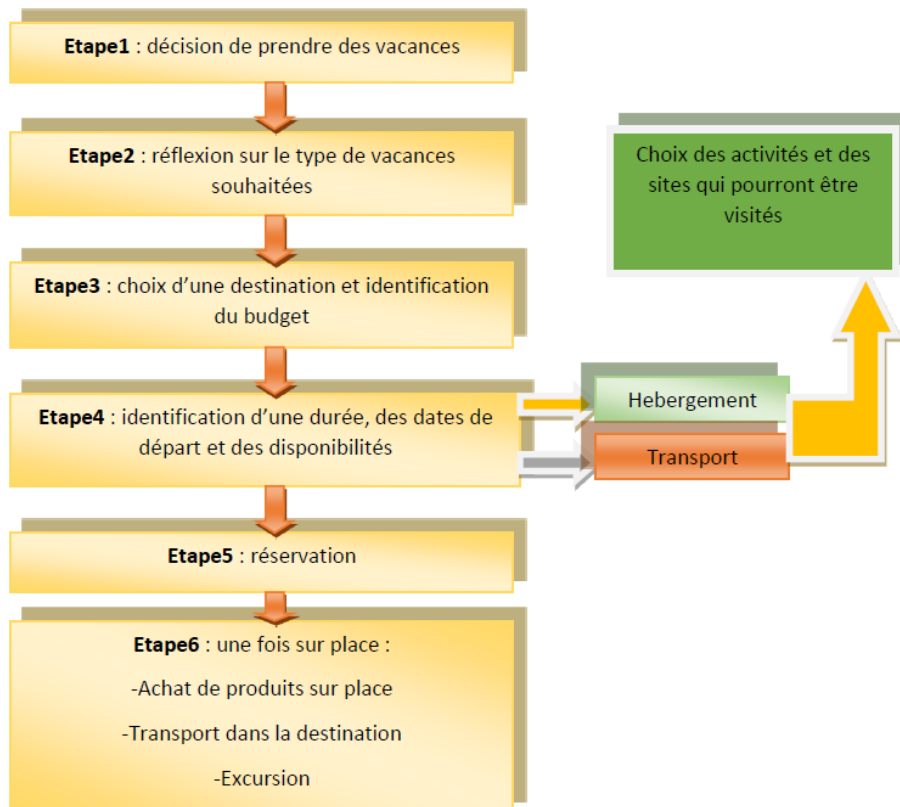 Etape1 : décision de prendre des vacances
Etape2 : réflexion sur le type de vacances
souhaitées
Choix des activités et des
sites qui pourront être
visités
Etape3 : choix d’une destination et identification
du budget
Etape4 : identification d’une durée, des dates de
départ et des disponibilités
Hebergement
Transport
Etape5 : réservation
Etape6 : une fois sur place :
-Achat de produits sur place
-Transport dans la destination
-Excursion